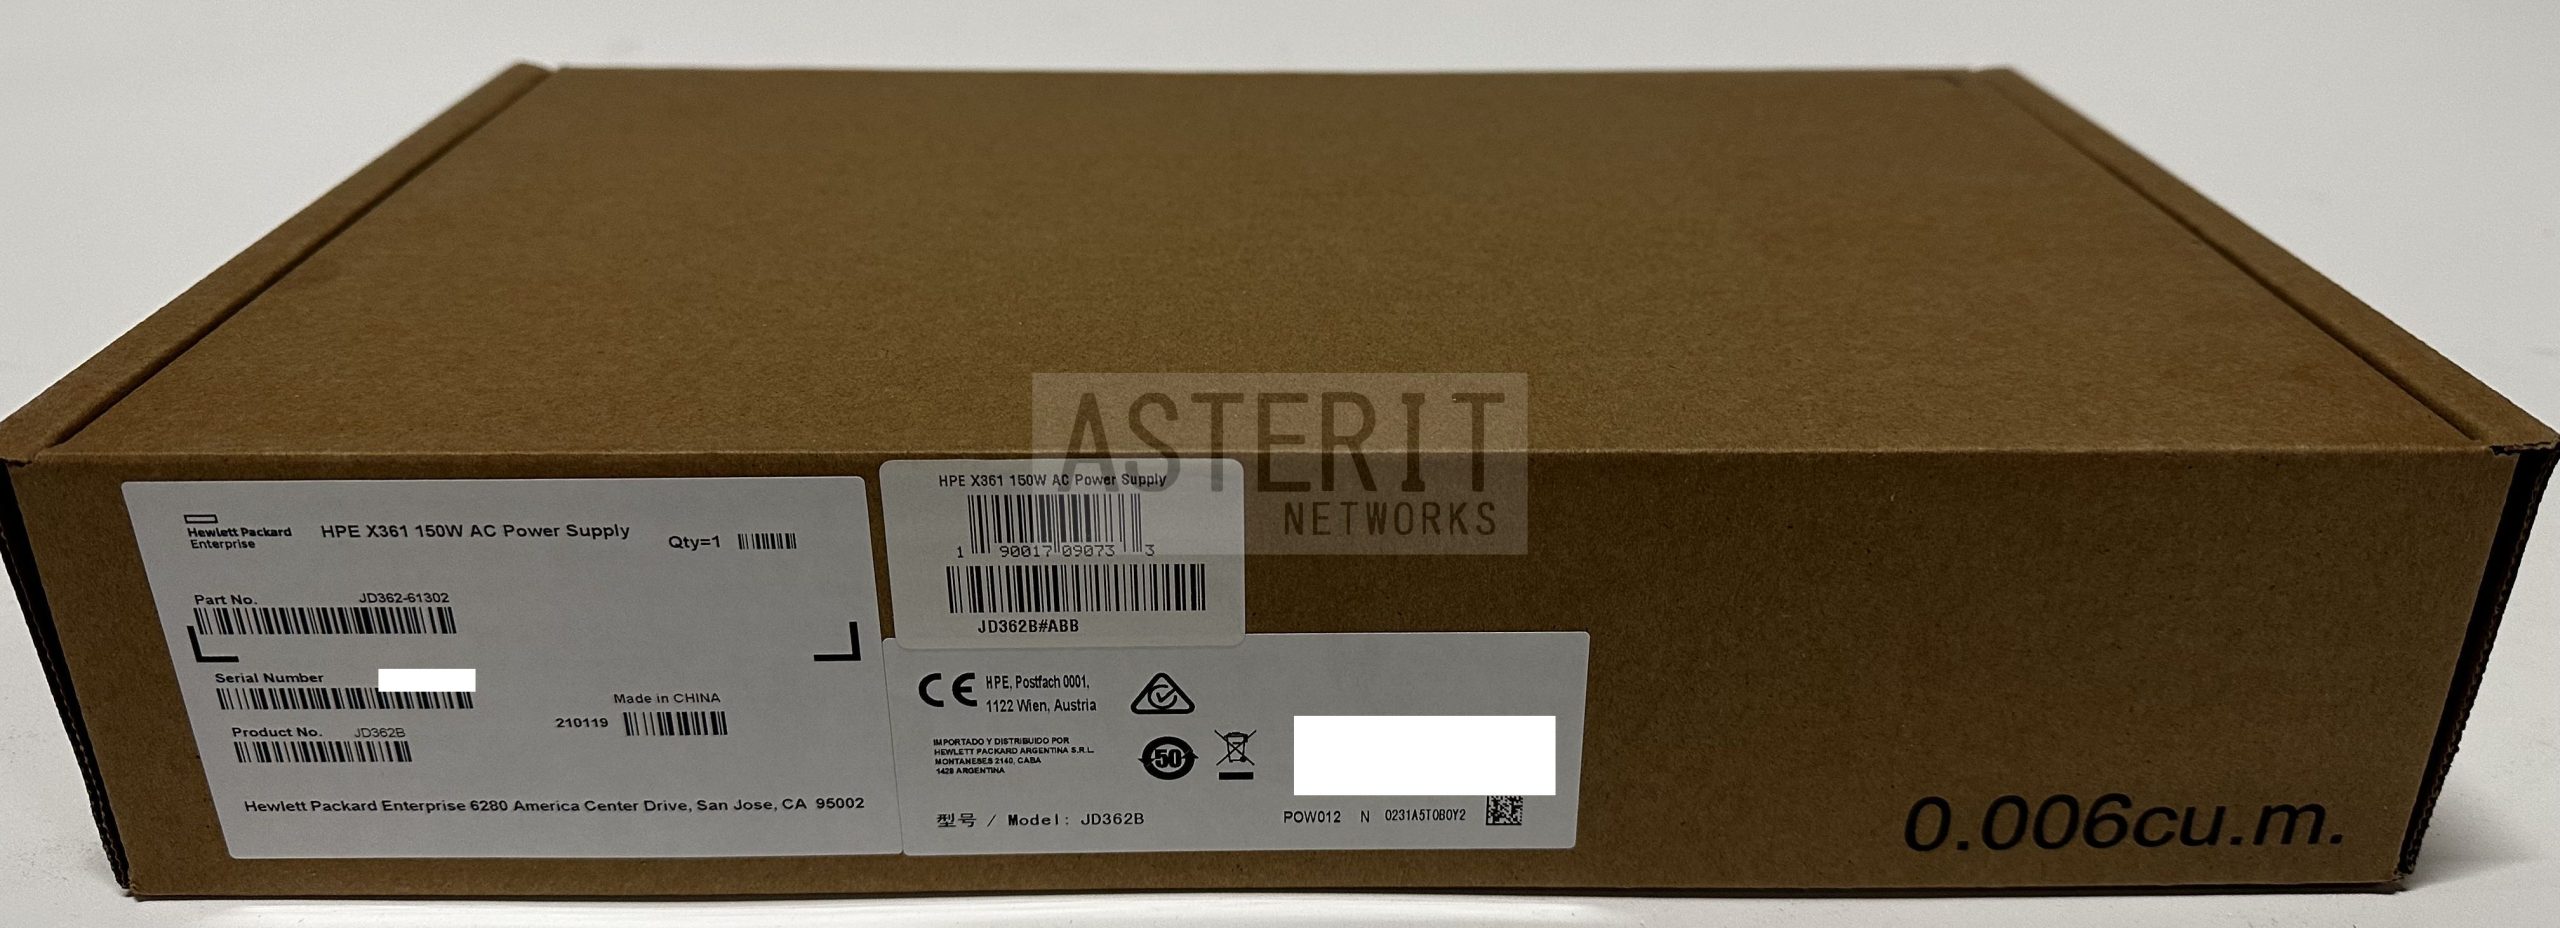 ASTERIT
NETWORKS
Hewlett Packard
Enterprise
HPE X361 150W AC Power Supply
Qty=1
Part No.
JD362-61302
Serial Number
Made in CHINA
210119
Product No.
JD362B
Hewlett Packard Enterprise 6280 America Center Drive, San Jose, CA 95002
HPE X361 150W AC Power Supply
1 90017 09073 3
JD362B#ABB
CE
HPE, Postfach 0001,
1122 Wien, Austria
IMPORTADO Y DISTRIBUIDO POR
HEWLETT PACKARD ARGENTINA S.R.L.
MONTANESES 2140, CABA
1428 ARGENTINA
50
型号 / Model: JD362B
POW012 N 0231A5T0B0Y2
0.006cu.m.